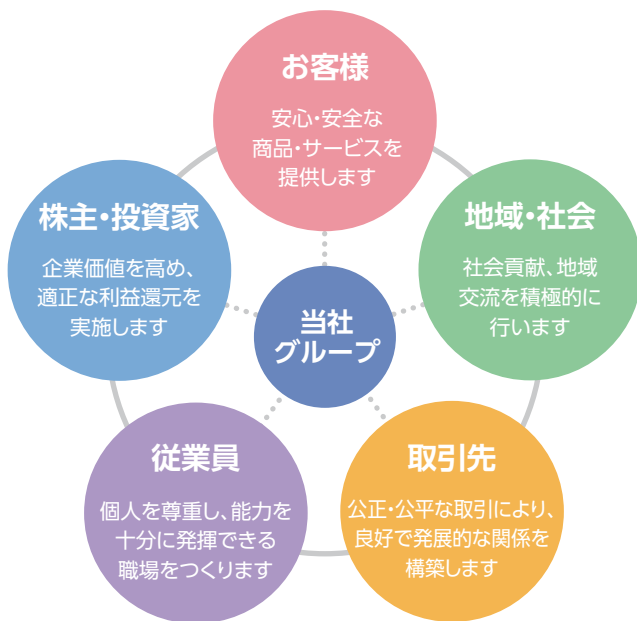 お客様
安心・安全な
商品・サービスを
提供します
株主・投資家
企業価値を高め、
適正な利益還元を
実施します
地域・社会
社会貢献、地域
交流を積極的に
行います
当社
グループ
従業員
個人を尊重し、能力を
十分に発揮できる
職場をつくります
取引先
公正・公平な取引により、
良好で発展的な関係を
構築します